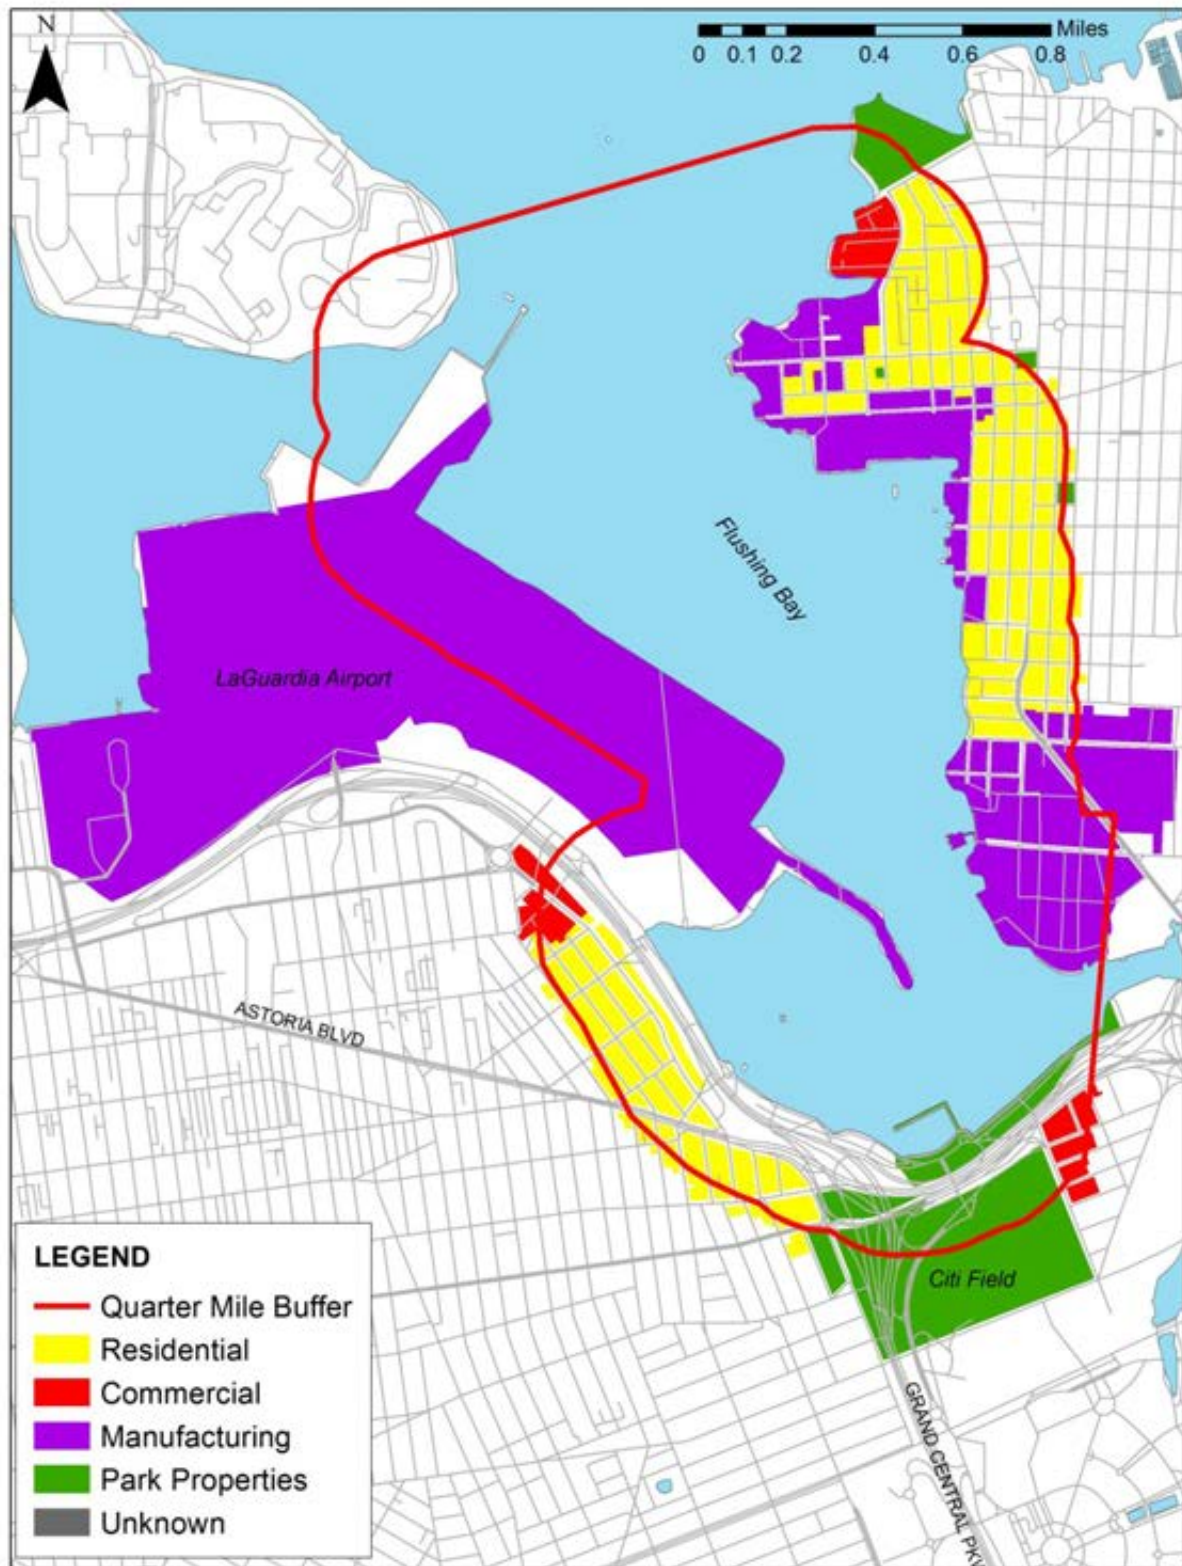 N
Miles
0 0.1 0.2 0.4 0.6 0.8
Flushing Bay
LaGuardia Airport
ASTORIA BLVD
Citi Field
GRAND CENTRAL PKW
LEGEND
Quarter Mile Buffer
Residential
Commercial
Manufacturing
Park Properties
Unknown